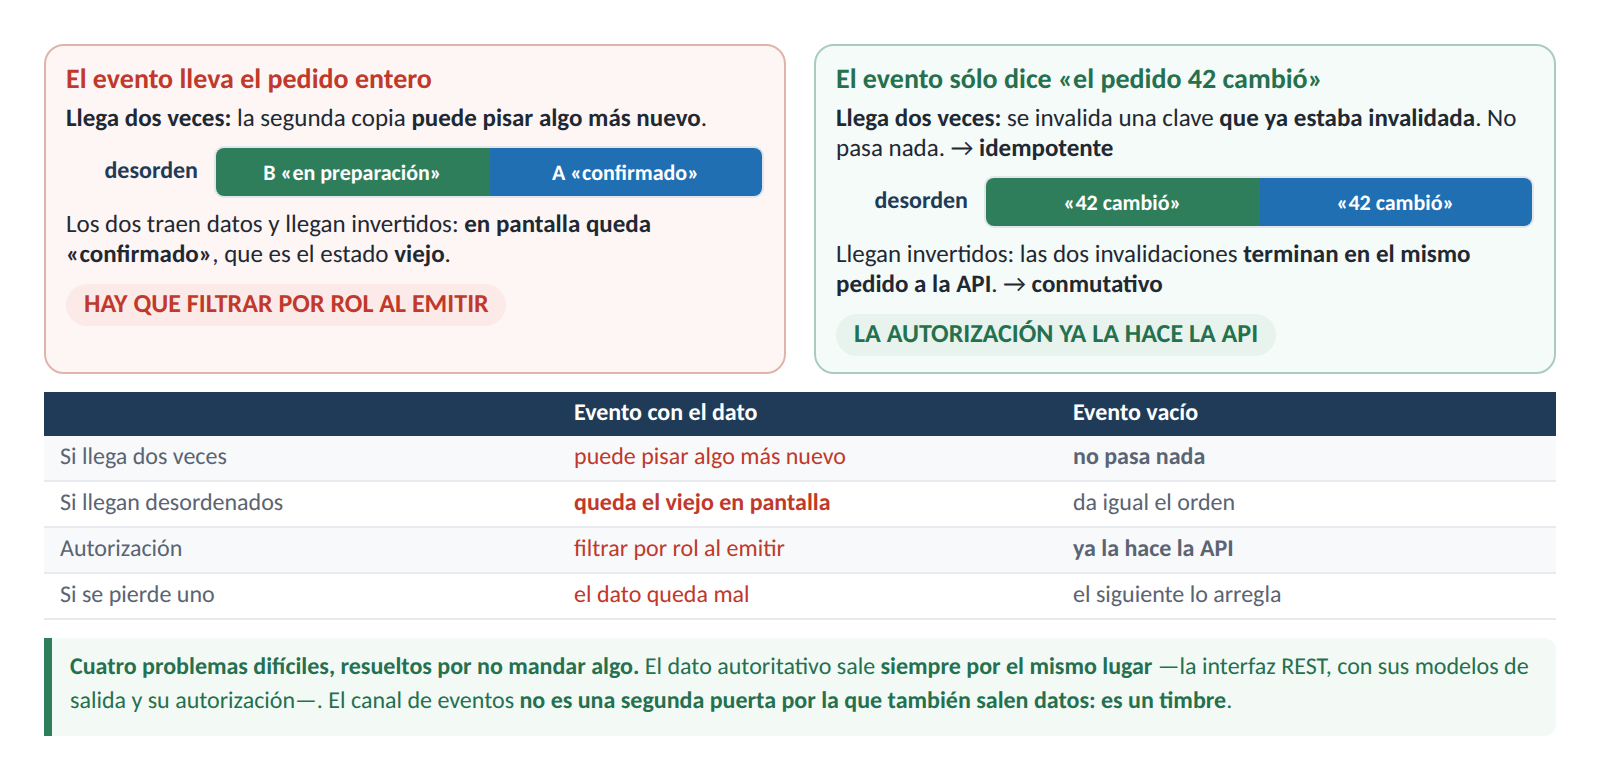 El evento lleva el pedido entero
Llega dos veces: la segunda copia puede pisar algo más nuevo.
desorden
B «en preparación»
A «confirmado»
Los dos traen datos y llegan invertidos: en pantalla queda
«confirmado», que es el estado viejo.
HAY QUE FILTRAR POR ROL AL EMITIR
El evento sólo dice «el pedido 42 cambió»
Llega dos veces: se invalida una clave que ya estaba invalidada. No
pasa nada. → idempotente
desorden
«42 cambió»
«42 cambió»
Llegan invertidos: las dos invalidaciones terminan en el mismo
pedido a la API. → conmutativo
LA AUTORIZACIÓN YA LA HACE LA API
Evento con el dato
Evento vacío
Si llega dos veces
puede pisar algo más nuevo
no pasa nada
Si llegan desordenados
queda el viejo en pantalla
da igual el orden
Autorización
filtrar por rol al emitir
ya la hace la API
Si se pierde uno
el dato queda mal
el siguiente lo arregla
Cuatro problemas difíciles, resueltos por no mandar algo. El dato autoritativo sale siempre por el mismo lugar —la interfaz REST, con sus modelos de
salida y su autorización—. El canal de eventos no es una segunda puerta por la que también salen datos: es un timbre.